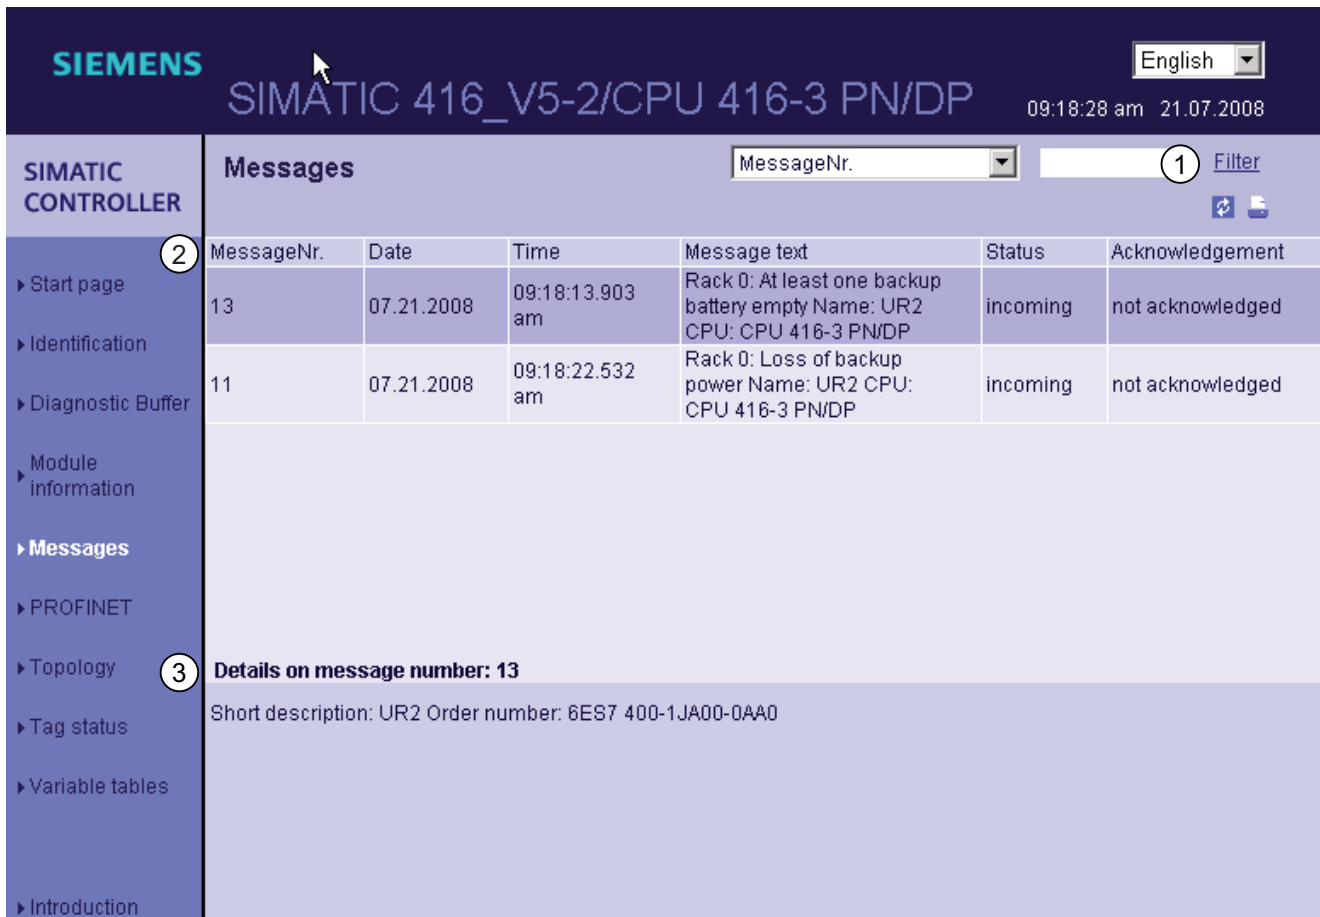 SIEMENS
English
SIMATIC 416_V5-2/CPU 416-3 PN/DP
09:18:28 am 21.07.2008
SIMATIC
CONTROLLER
Messages
MessageNr.
1
Filter
2
MessageNr. Date Time Message text Status Acknowledgement
13 07.21.2008 09:18:13.903
am
Rack 0: At least one backup
battery empty Name: UR2
CPU: CPU 416-3 PN/DP
incoming not acknowledged
11 07.21.2008 09:18:22.532
am
Rack 0: Loss of backup
power Name: UR2 CPU:
CPU 416-3 PN/DP
incoming not acknowledged
Start page
Identification
Diagnostic Buffer
Module
information
Messages
PROFINET
Topology
Tag status
Variable tables
Introduction
3
Details on message number: 13
Short description: UR2 Order number: 6ES7 400-1JA00-0AA0